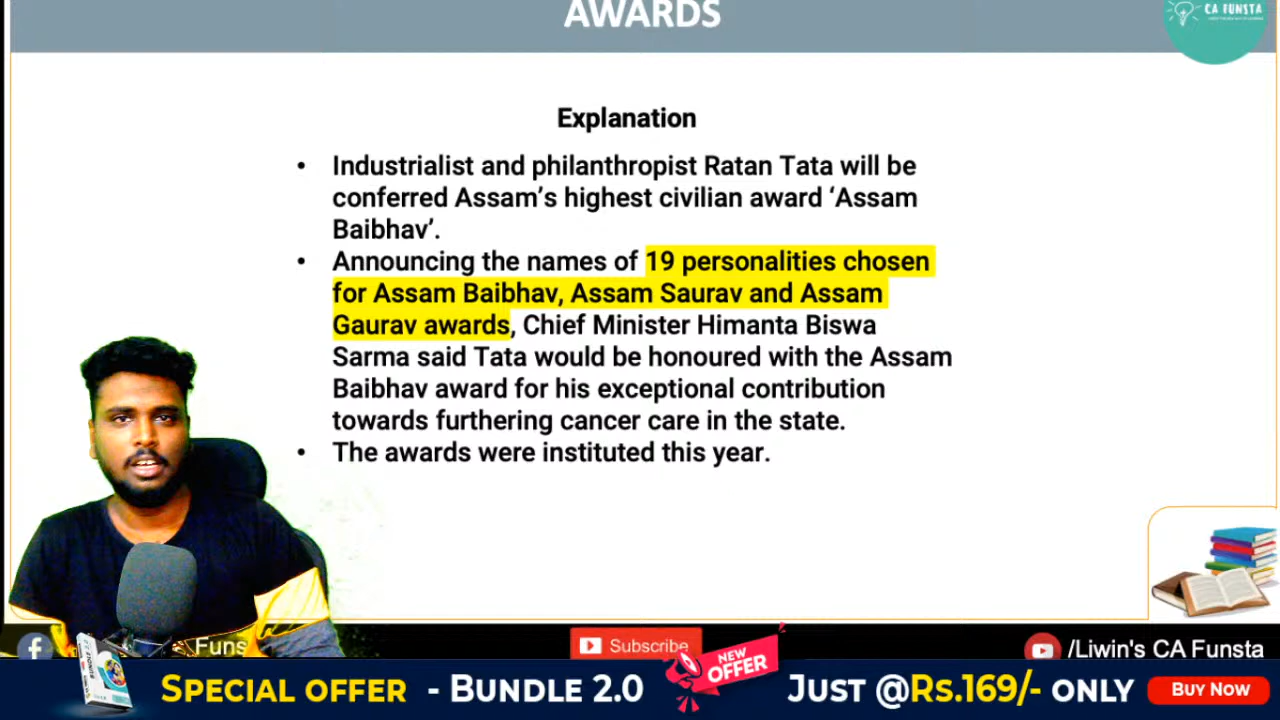 AWARDS
CA FUNSTA
Explanation
• Industrialist and philanthropist Ratan Tata will be
conferred Assam’s highest civilian award ‘Assam
Baibhav’.
• Announcing the names of 19 personalities chosen
for Assam Baibhav, Assam Saurav and Assam
Gaurav awards, Chief Minister Himanta Biswa
Sarma said Tata would be honoured with the Assam
Baibhav award for his exceptional contribution
towards furthering cancer care in the state.
• The awards were instituted this year.
Funs
Subscribe
/Liwin's CA Funsta
BUNDLE 2.0
SPECIAL OFFER - BUNDLE 2.0
NEW
OFFER
JUST @Rs.169/- ONLY
Buy Now